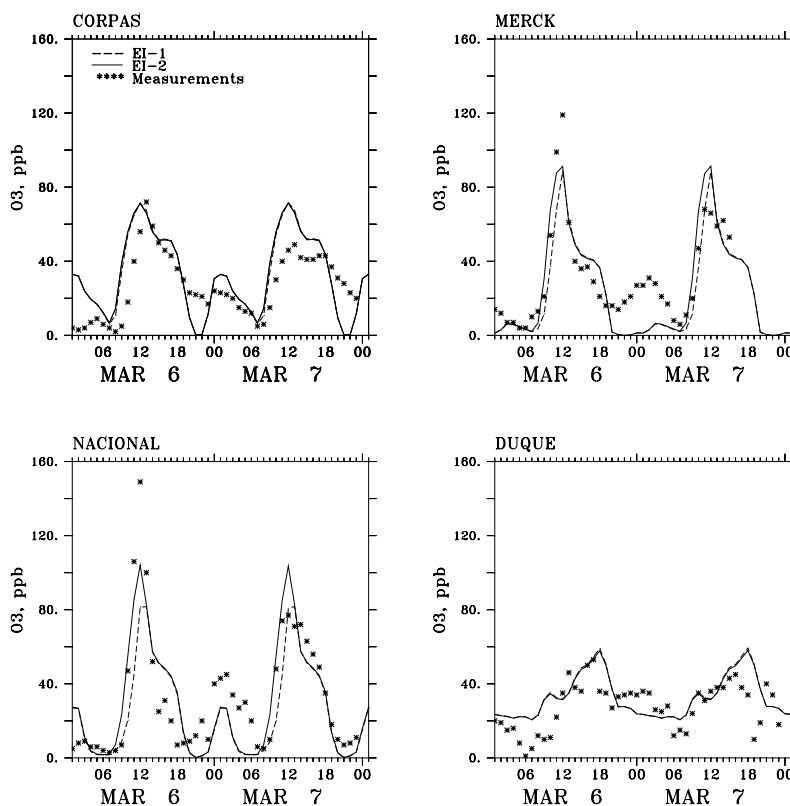 CORPAS
160.
120.
80.
40.
0.
O3, ppb
EI-1
EI-2
**** Measurements
06 12 18 00 06 12 18 00
MAR 6 MAR 7
MERCK
160.
120.
80.
40.
0.
O3, ppb
06 12 18 00 06 12 18 00
MAR 6 MAR 7
NACIONAL
160.
120.
80.
40.
0.
O3, ppb
06 12 18 00 06 12 18 00
MAR 6 MAR 7
DUQUE
160.
120.
80.
40.
0.
O3, ppb
06 12 18 00 06 12 18 00
MAR 6 MAR 7